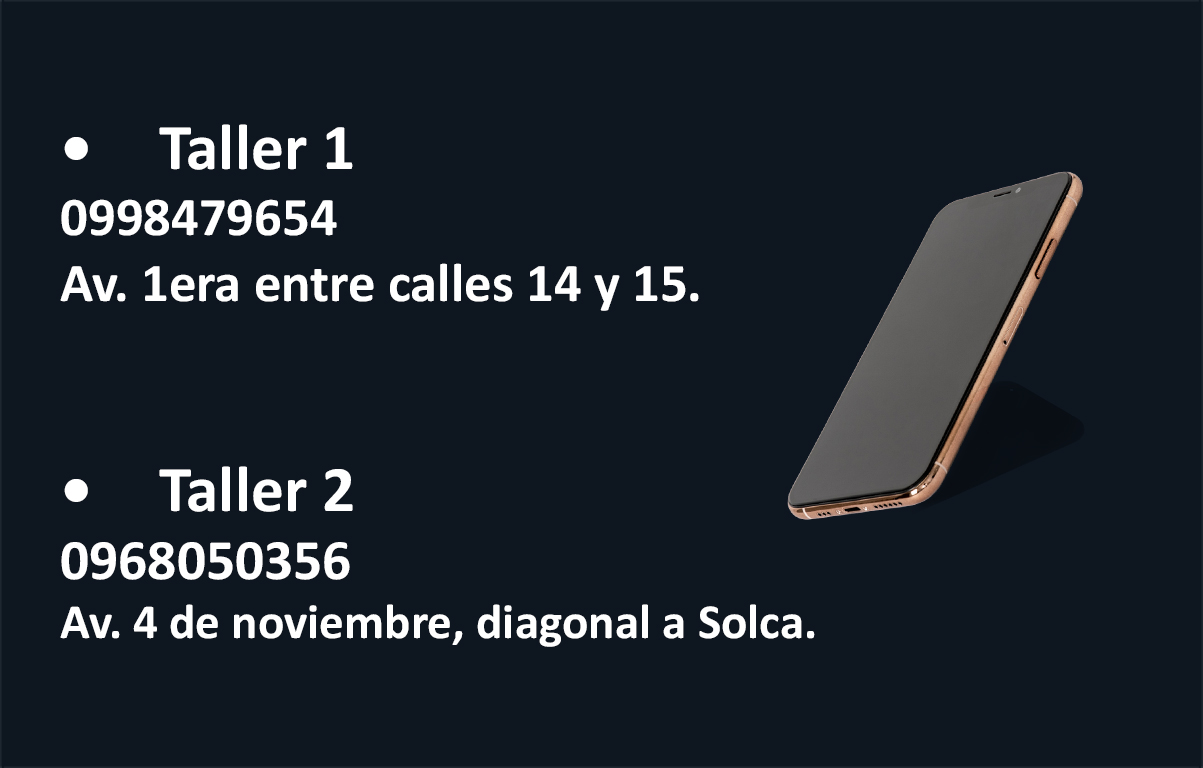 • Taller 1
0998479654
Av. 1era entre calles 14 y 15.
• Taller 2
0968050356
Av. 4 de noviembre, diagonal a Solca.